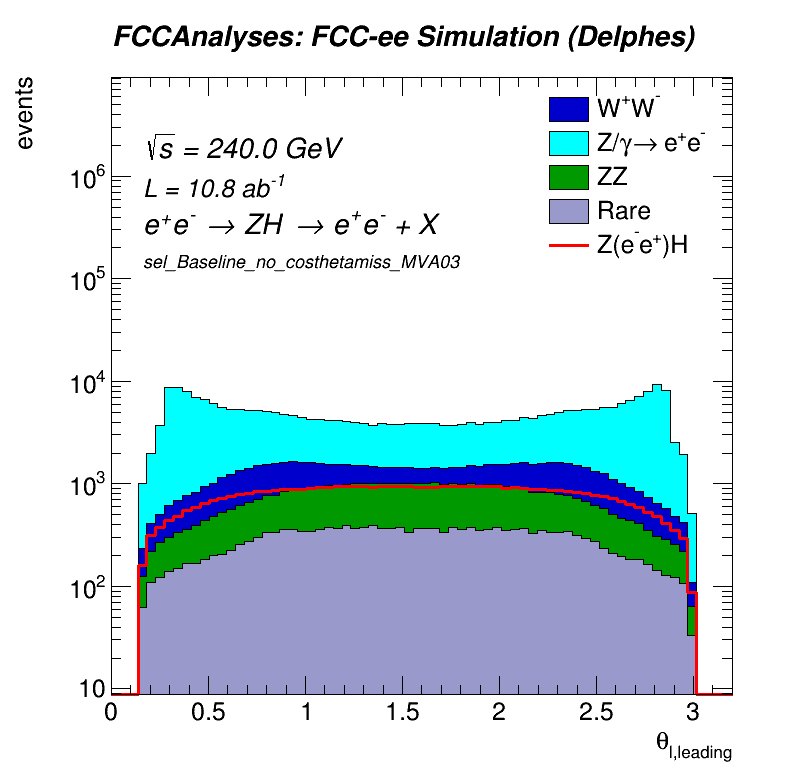 FCCAnalyses: FCC-ee Simulation (Delphes)
events
√s = 240.0 GeV
L = 10.8 ab⁻¹
e⁺e⁻ → ZH → e⁺e⁻ + X
sel_Baseline_no_costhetamiss_MVA03
W⁺W⁻
Z/γ→ e⁺e⁻
ZZ
Rare
Z(e⁻e⁺)H
10⁶
10⁵
10⁴
10³
10²
10
0 0.5 1 1.5 2 2.5 3
θl,leading